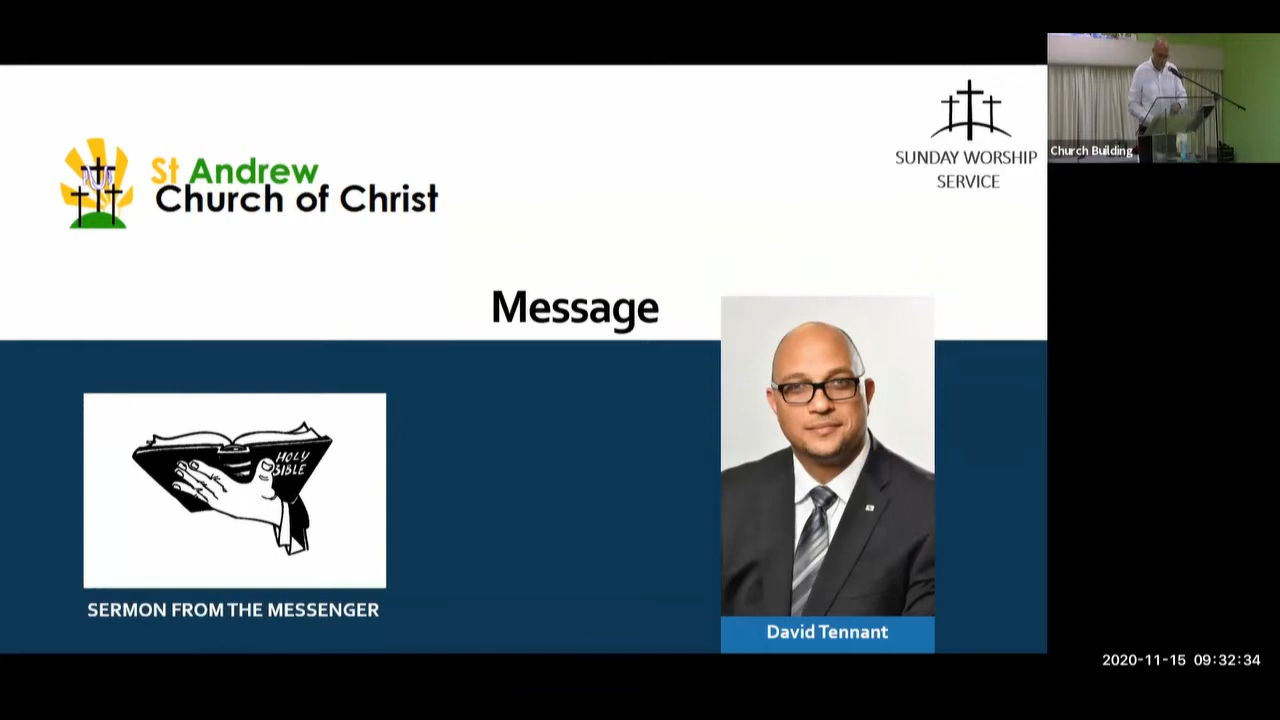 St Andrew
Church of Christ
SUNDAY WORSHIP
SERVICE
Church Building
Message
HOLY
BIBLE
SERMON FROM THE MESSENGER
David Tennant
2020-11-15 09:32:34